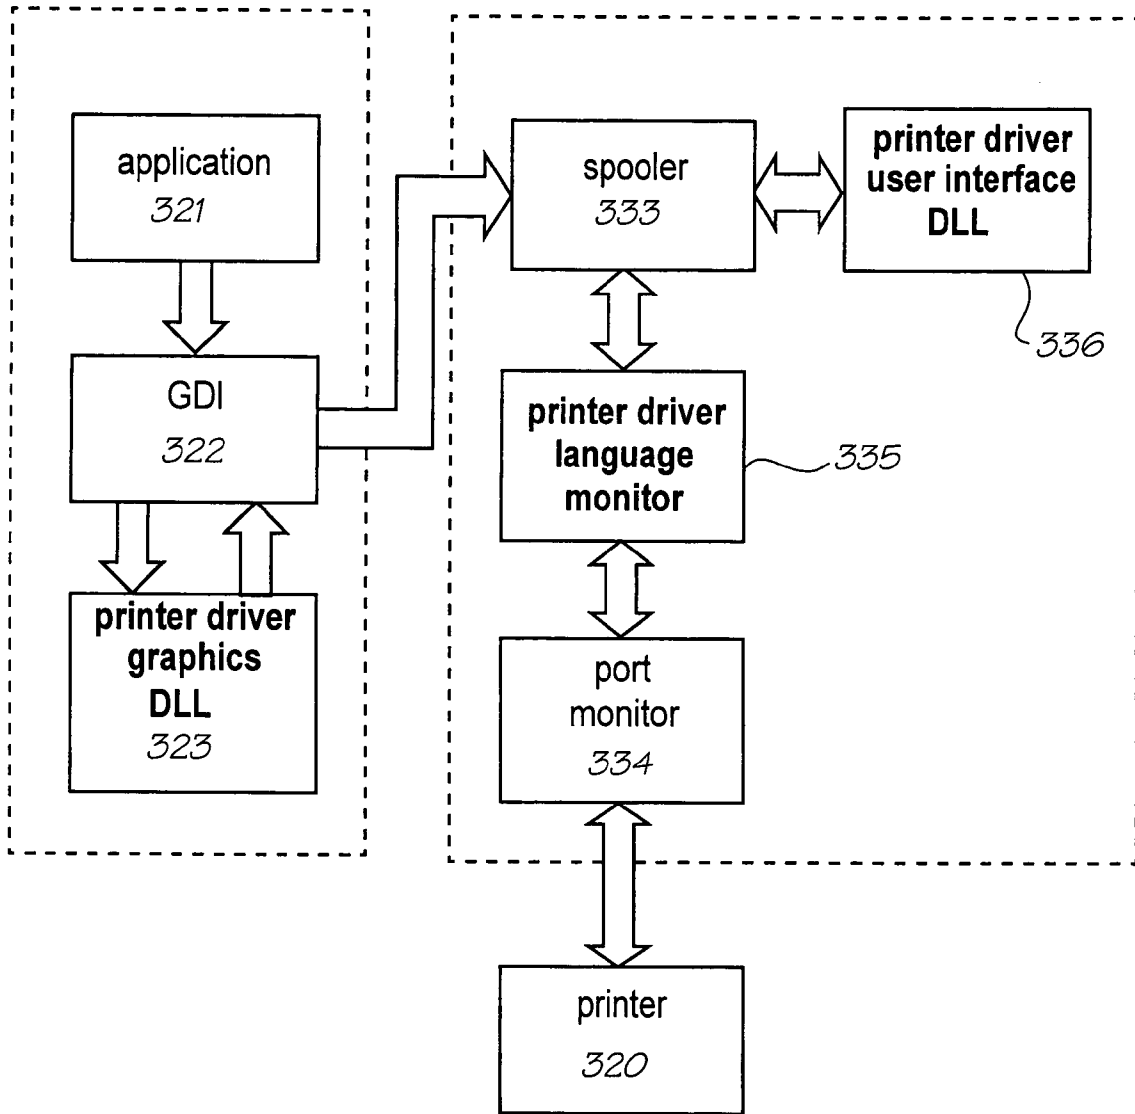 application
321
GDI
322
printer driver
graphics
DLL
323
spooler
333
printer driver
user interface
DLL
336
printer driver
language
monitor
335
port
monitor
334
printer
320